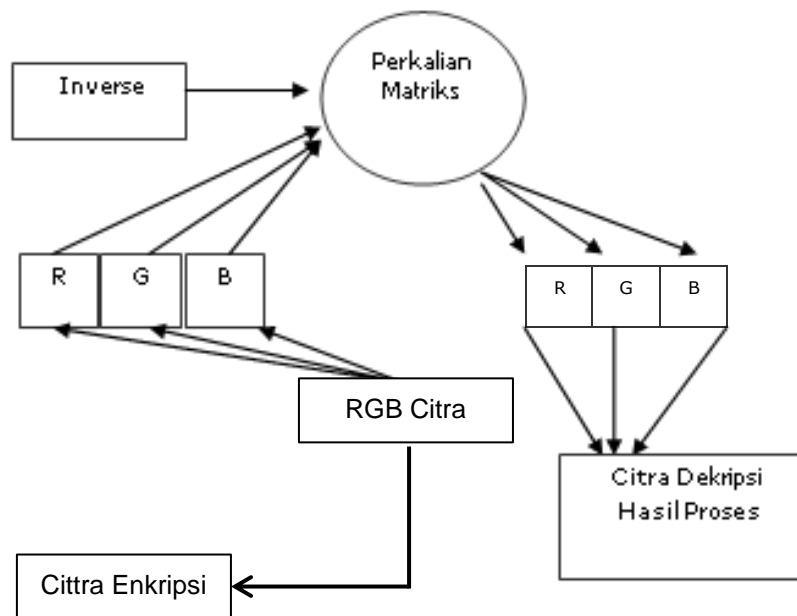 Perkalian
Matriks
Inverse
R G B
R G B
RGB Citra
Citra Dekripsi
Hasil Proses
Cittra Enkripsi